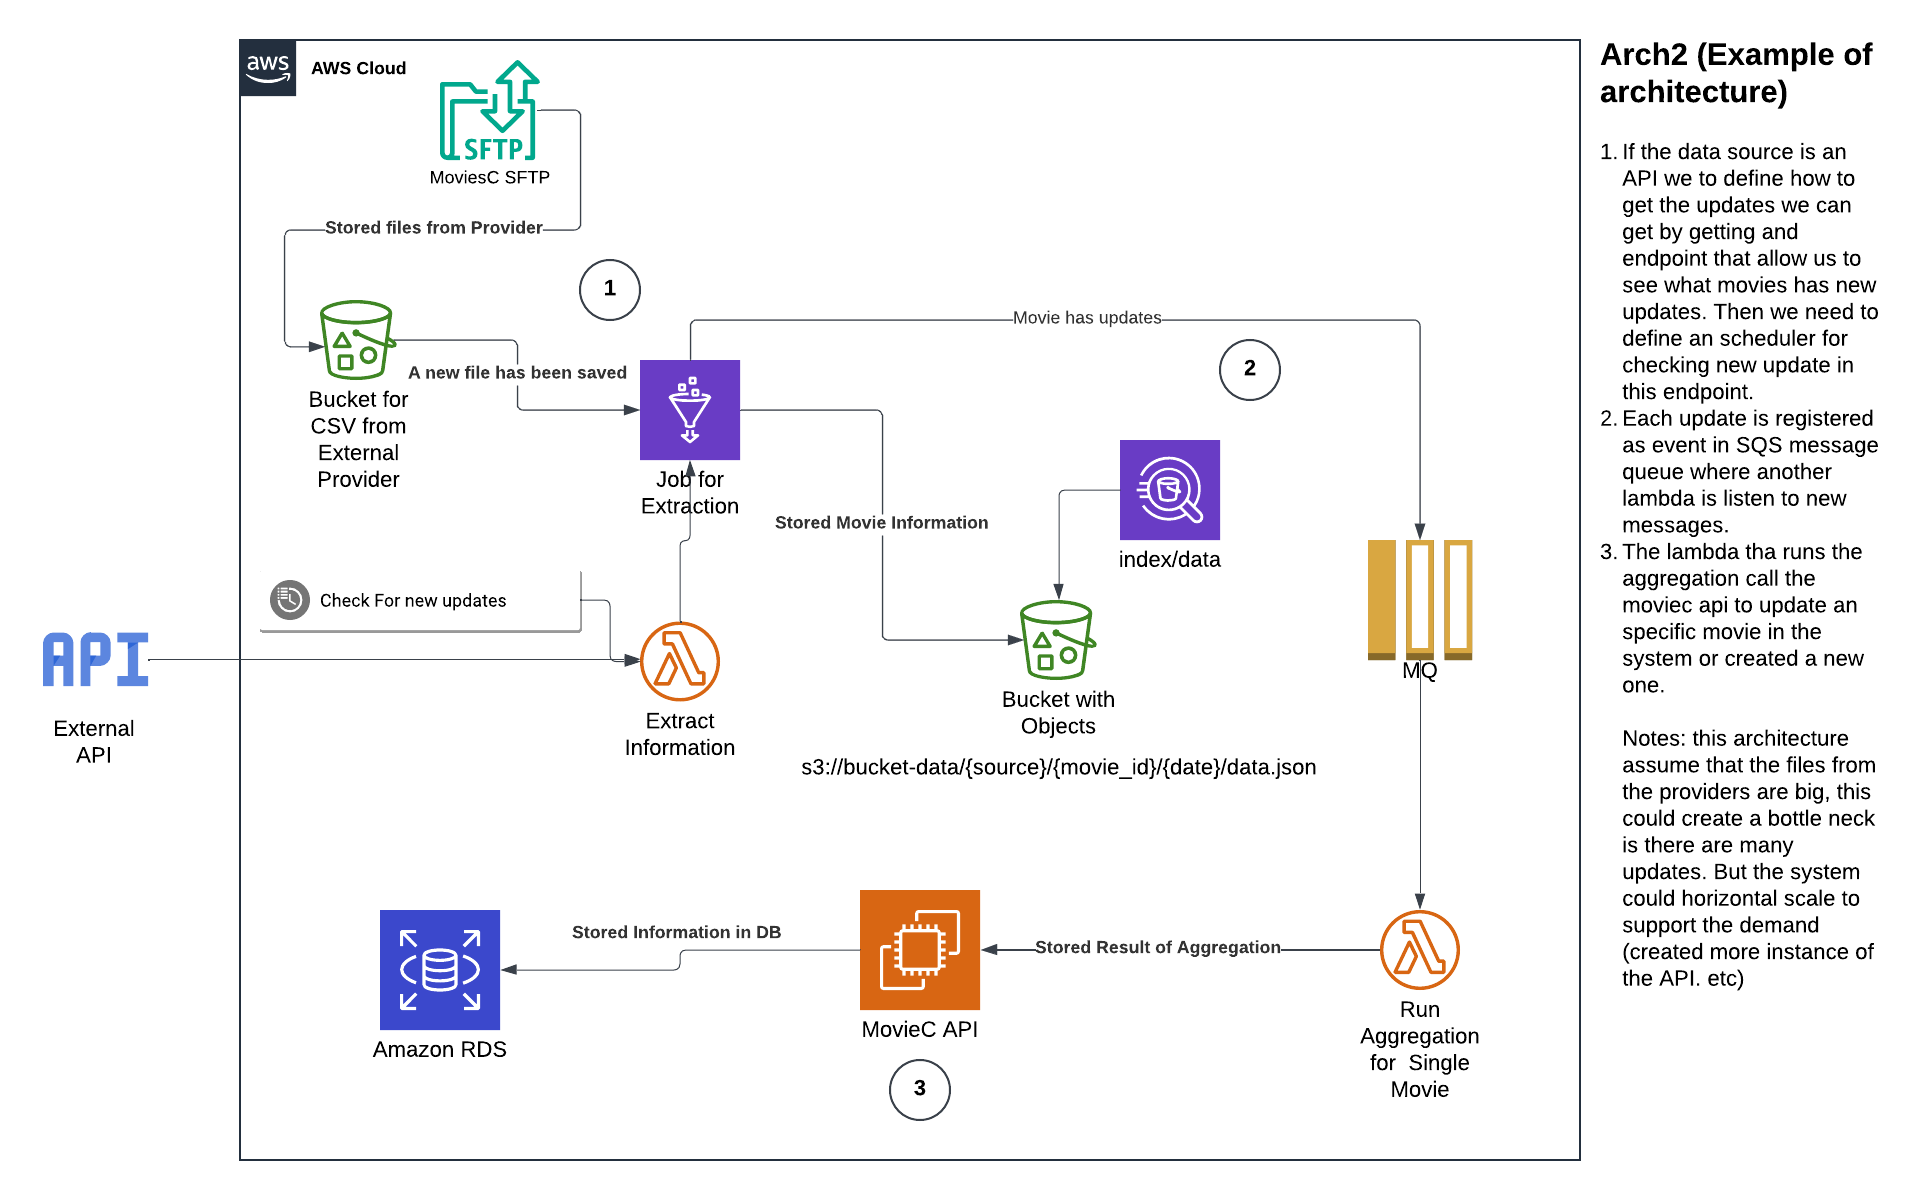 aws
AWS Cloud
SFTP
MoviesC SFTP
Stored files from Provider
1
Movie has updates
2
A new file has been saved
Bucket for
CSV from
External
Provider
Job for
Extraction
Stored Movie Information
index/data
Check For new updates
API
External
API
Extract
Information
Bucket with
Objects
s3://bucket-data/{source}/{movie_id}/{date}/data.json
MQ
Stored Information in DB
Stored Result of Aggregation
Amazon RDS
MovieC API
3
Run
Aggregation
for Single
Movie
Arch2 (Example of
architecture)
1. If the data source is an
API we to define how to
get the updates we can
get by getting and
endpoint that allow us to
see what movies has new
updates. Then we need to
define an scheduler for
checking new update in
this endpoint.
2. Each update is registered
as event in SQS message
queue where another
lambda is listen to new
messages.
3. The lambda tha runs the
aggregation call the
moviec api to update an
specific movie in the
system or created a new
one.
Notes: this architecture
assume that the files from
the providers are big, this
could create a bottle neck
is there are many
updates. But the system
could horizontal scale to
support the demand
(created more instance of
the API. etc)